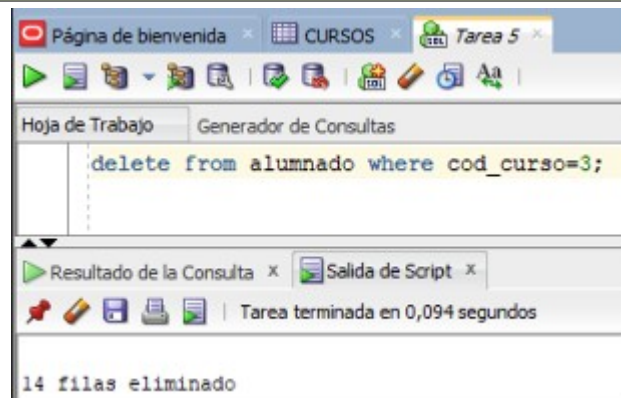 Página de bienvenida CURSOS Tarea 5
Hoja de Trabajo Generador de Consultas
delete from alumnado where cod_curso=3;
Resultado de la Consulta x Salida de Script x
Tarea terminada en 0,094 segundos
14 filas eliminado